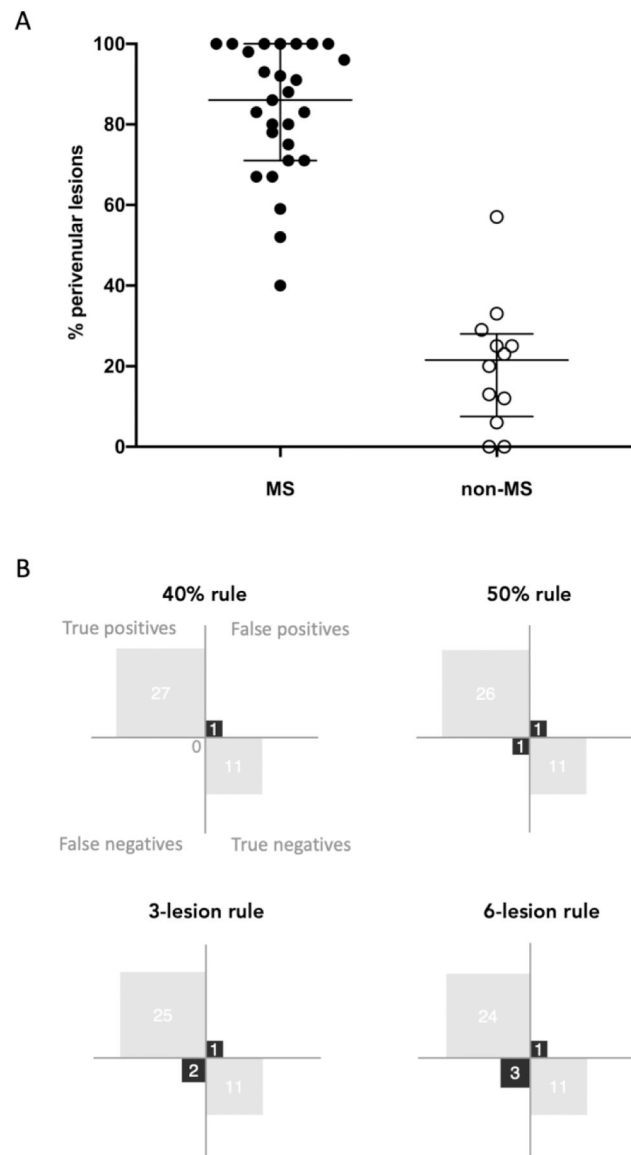 A
100
80
60
40
20
0
% perivenular lesions
MS non-MS
B
40% rule 50% rule
True positives False positives
27 1 26 1
0 11 1 11
False negatives True negatives
3-lesion rule 6-lesion rule
25 1 24 1
2 11 3 11